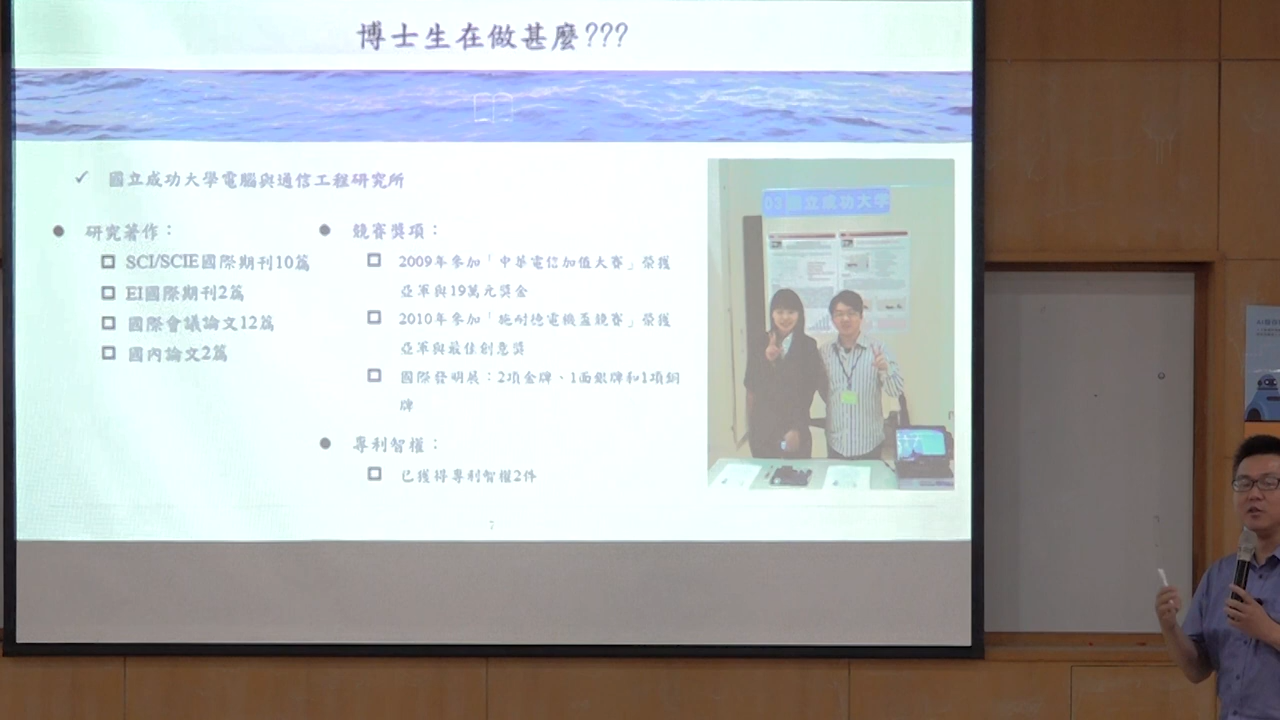 博士生在做甚麼???
國立成功大學電腦與通信工程研究所
研究著作：
SCI/SCIE國際期刊10篇
EI國際期刊2篇
國際會議論文12篇
國內論文2篇
競賽獎項：
2009年參加「中華電信加值大賽」榮獲
亞軍與19萬元獎金
2010年參加「施耐德電機盃競賽」榮獲
亞軍與最佳創意獎
國際發明展：2項金牌、1面銀牌和1項銅
牌
專利智權：
已獲得專利智權2件
03 國立成功大學
7